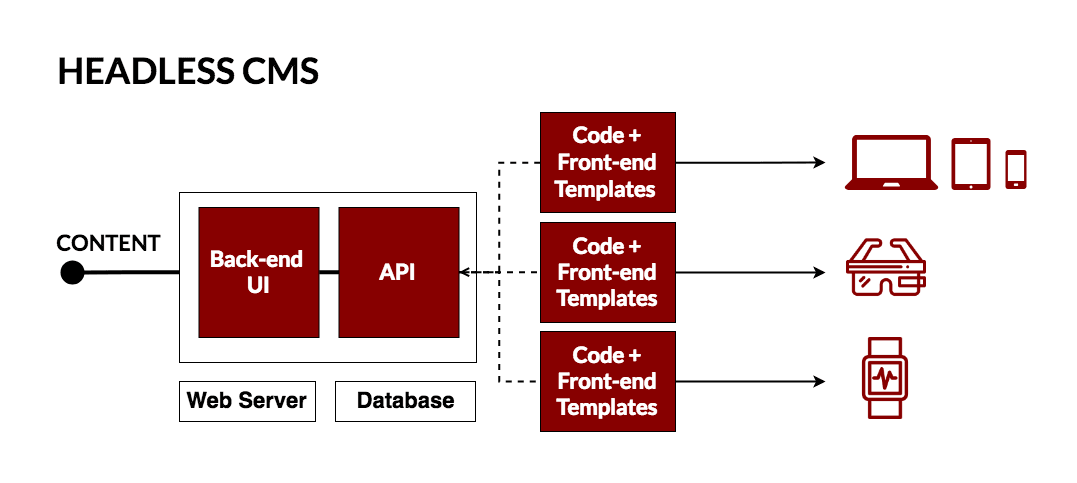 HEADLESS CMS
CONTENT
Back-end
UI
API
Web Server
Database
Code +
Front-end
Templates
Code +
Front-end
Templates
Code +
Front-end
Templates